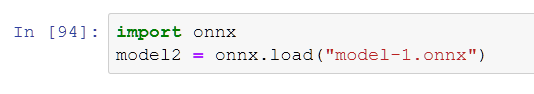 In [94]: import onnx
model2 = onnx.load("model-1.onnx")